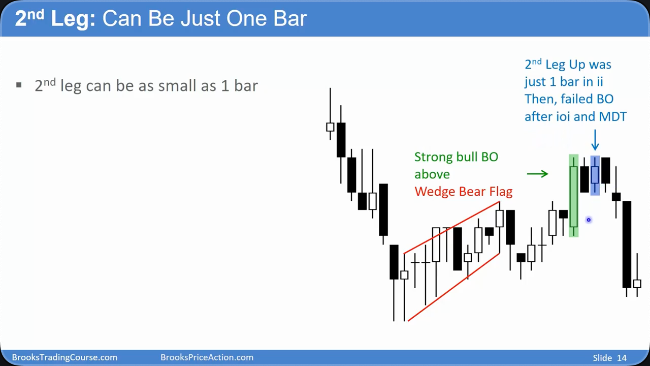 2nd Leg: Can Be Just One Bar
2nd leg can be as small as 1 bar
2nd Leg Up was
just 1 bar in ii
Then, failed BO
after ioi and MDT
Strong bull BO
above
Wedge Bear Flag
BrooksTradingCourse.com
BrooksPriceAction.com
Slide 14